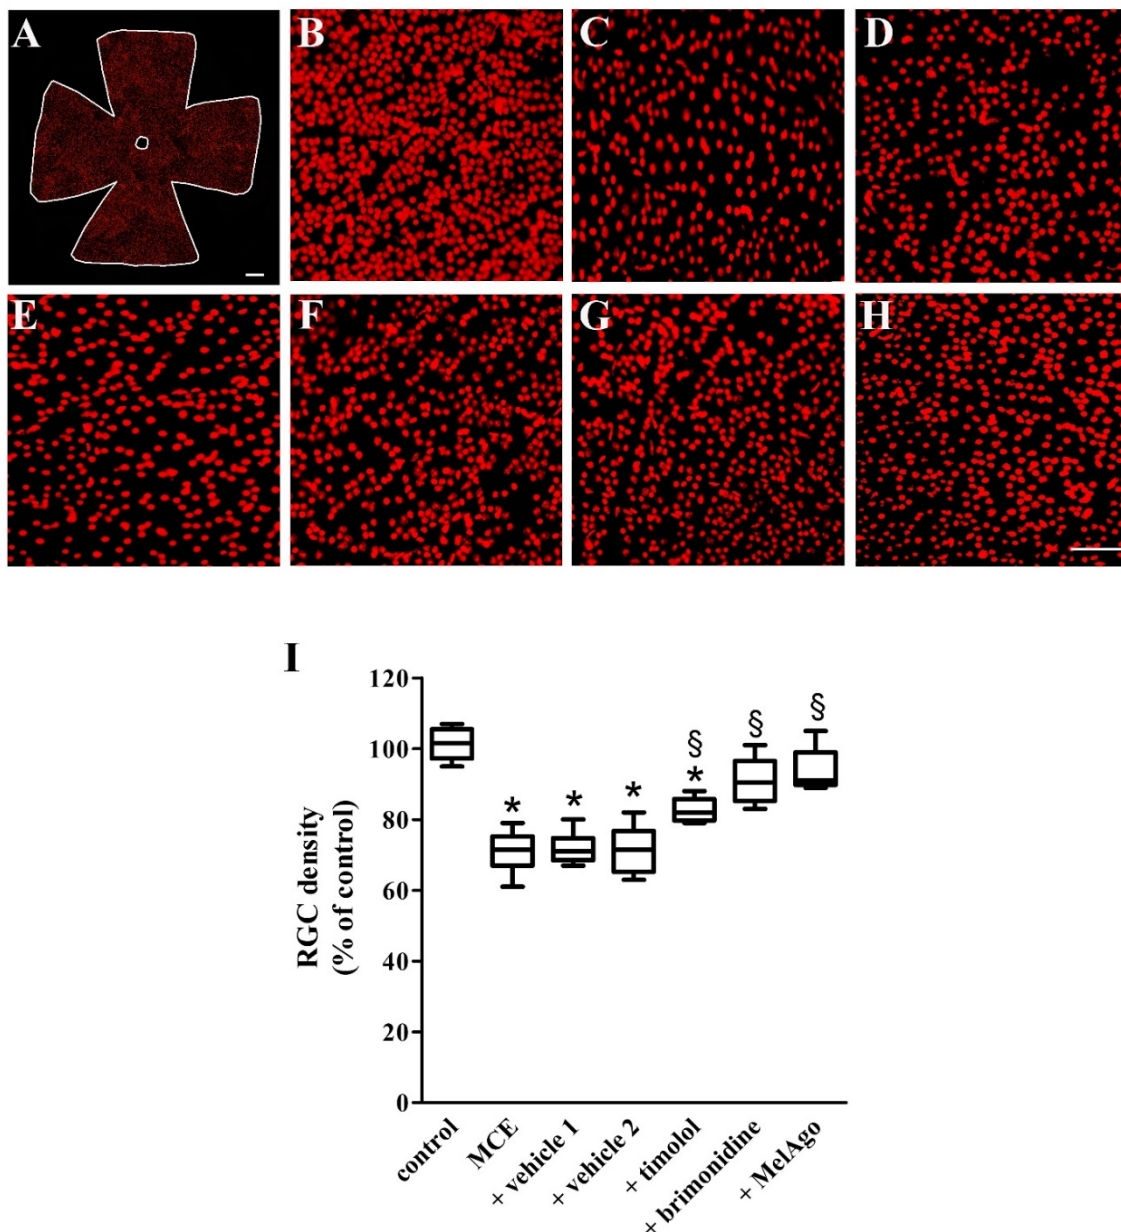 A
B
C
D
E
F
G
H
I
120
100
80
60
40
20
0
RGC density
(% of control)
*
*
*
§
*
§
§
control
MCE
+ vehicle 1
+ vehicle 2
+ timolol
+ brimonidine
+ MelAgo